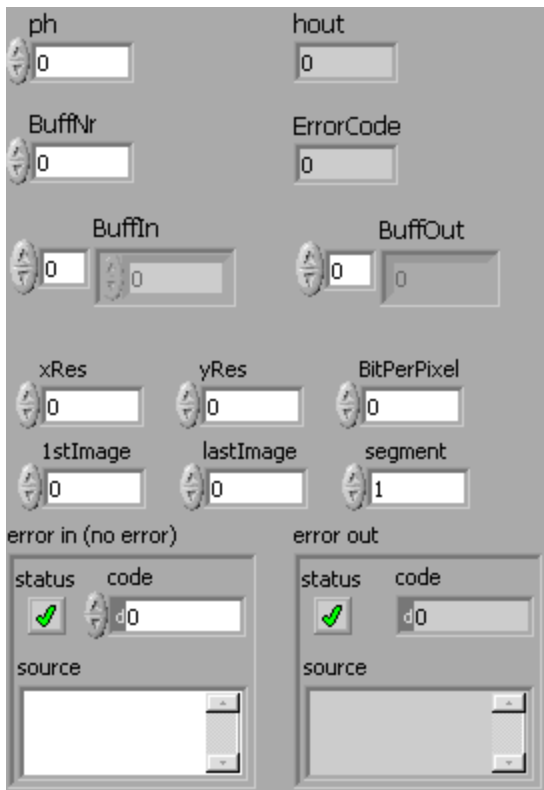 ph hout
0 0
BuffNr ErrorCode
0 0
BuffIn BuffOut
0 0 0 0
xRes yRes BitPerPixel
0 0 0
1stImage lastImage segment
0 0 1
error in (no error) error out
status code status code
d0 d0
source source